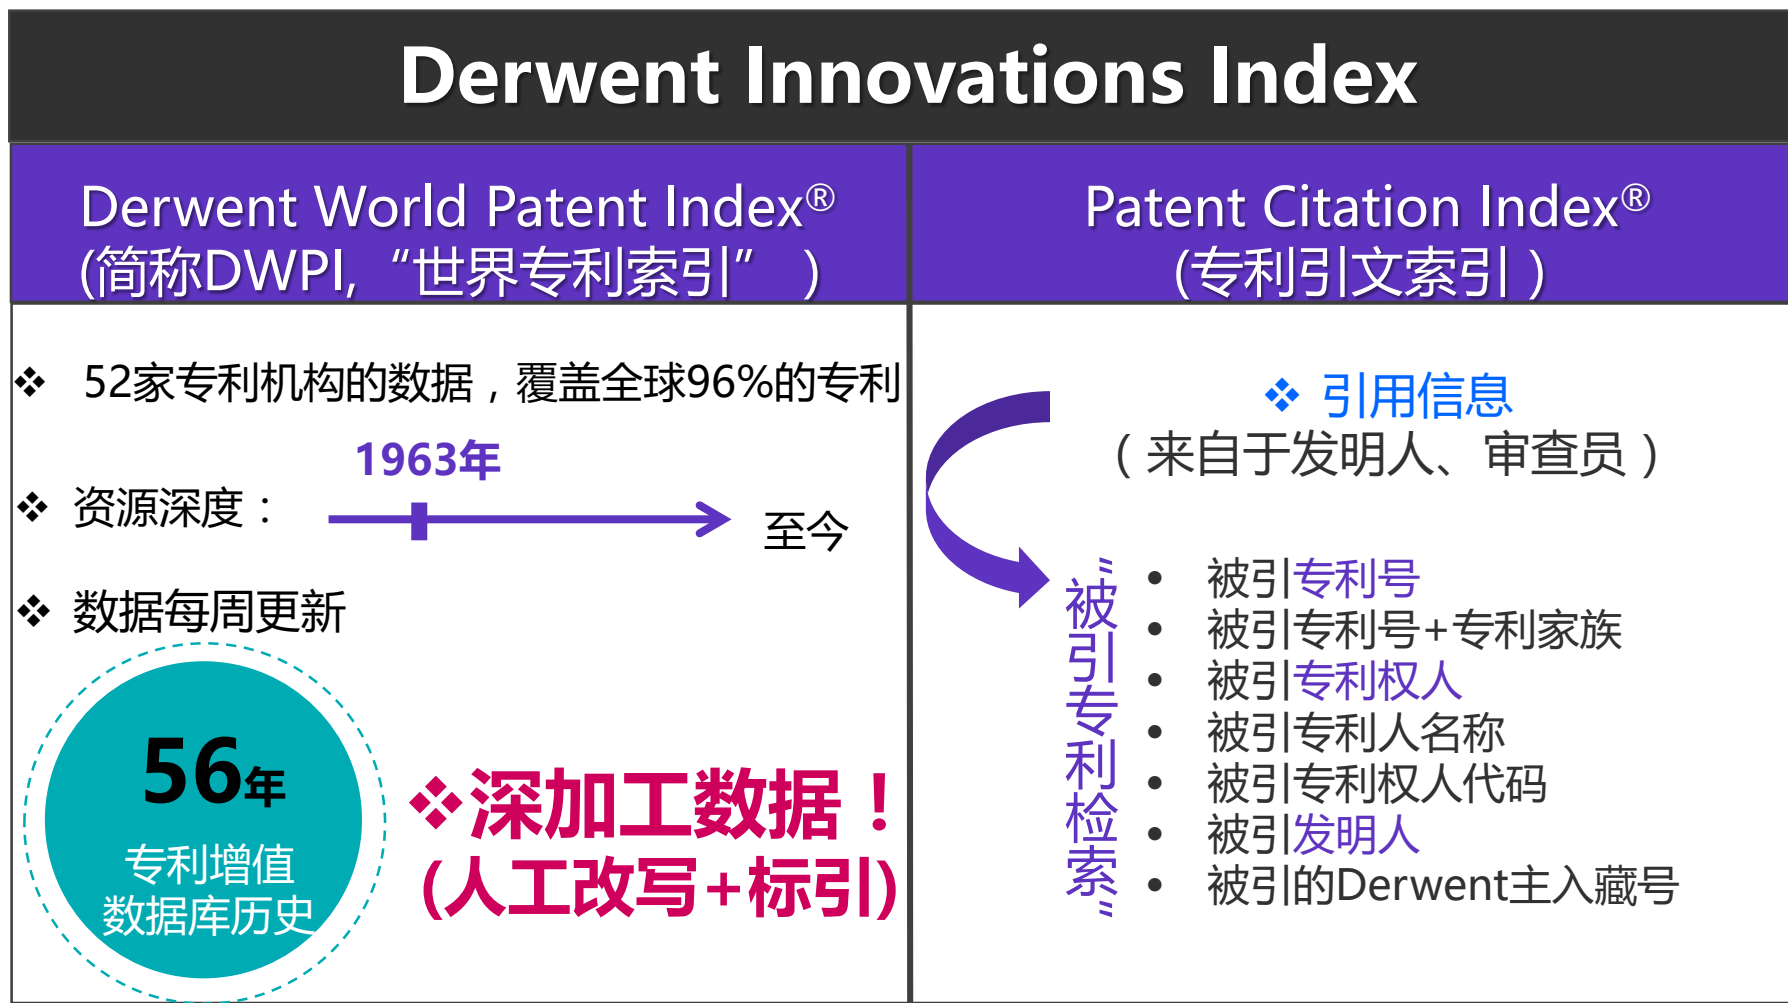 Derwent Innovations Index
Derwent World Patent Index®
(简称DWPI,“世界专利索引” )
❖ 52家专利机构的数据，覆盖全球96%的专利
1963年
❖ 资源深度：
至今
❖ 数据每周更新
56年
专利增值
数据库历史
❖深加工数据！
(人工改写+标引)
Patent Citation Index®
(专利引文索引）
❖ 引用信息
（来自于发明人、审查员）
“被引专利检索”
• 被引专利号
• 被引专利号+专利家族
• 被引专利权人
• 被引专利人名称
• 被引专利权人代码
• 被引发明人
• 被引的Derwent主入藏号